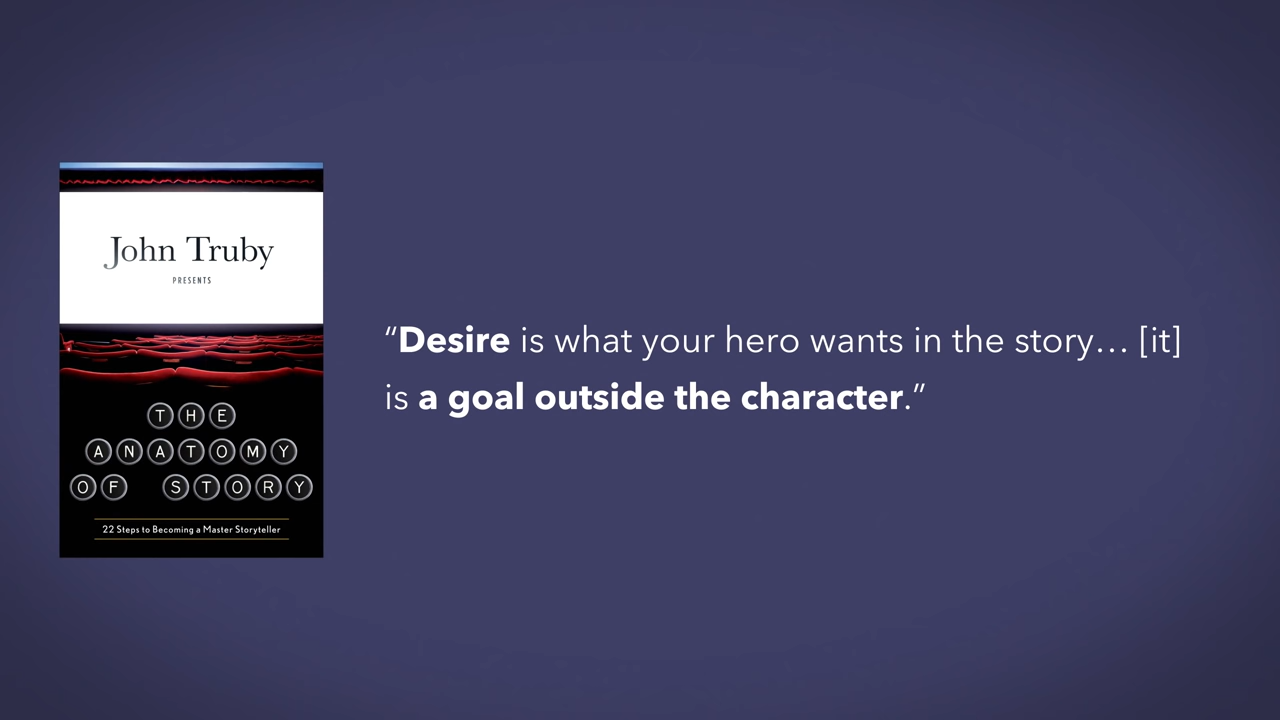 John Truby
PRESENTS
THE
ANATOMY
OF STORY
22 Steps to Becoming a Master Storyteller
“Desire is what your hero wants in the story… [it]
is a goal outside the character.”